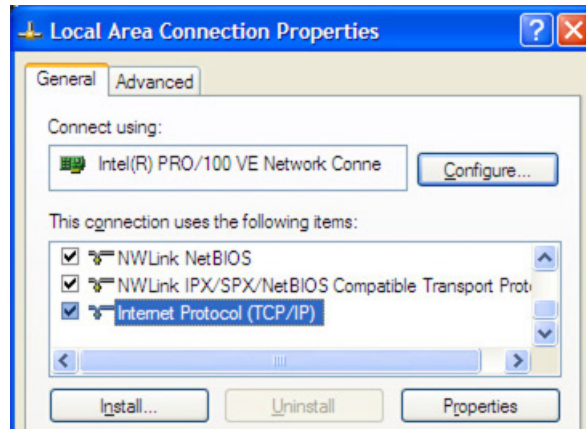 Local Area Connection Properties
General Advanced
Connect using:
Intel(R) PRO/100 VE Network Conne
Configure...
This connection uses the following items:
NWLink NetBIOS
NWLink IPX/SPX/NetBIOS Compatible Transport Proto
Internet Protocol (TCP/IP)
Install... Uninstall Properties